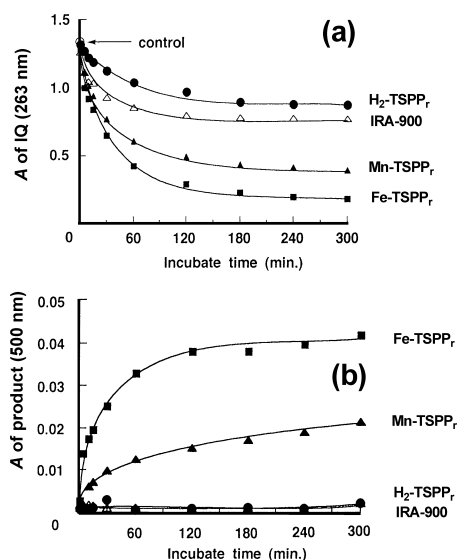 (a)
1.5
control
1.0
0.5
A of IQ (263 nm)
H2-TSPPr
IRA-900
Mn-TSPPr
Fe-TSPPr
0 60 120 180 240 300
Incubate time (min.)
0.05
0.04
0.03
0.02
0.01
0
A of product (500 nm)
Fe-TSPPr
(b)
Mn-TSPPr
H2-TSPPr
IRA-900
0 60 120 180 240 300
Incubate time (min.)